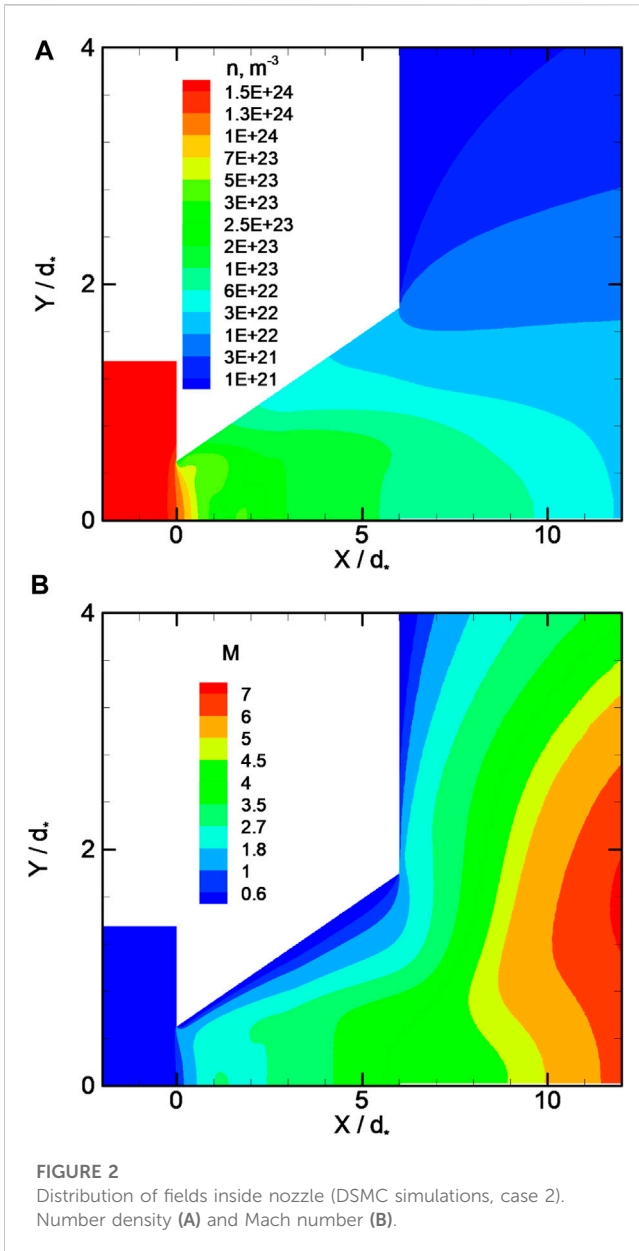 A
4
n, m⁻³
1.5E+24
1.3E+24
1E+24
7E+23
5E+23
3E+23
2.5E+23
2E+23
1E+23
6E+22
3E+22
1E+22
3E+21
1E+21
Y / d*
2
0
0
5
10
X / d*
B
4
M
7
6
5
4.5
4
3.5
2.7
1.8
1
0.6
Y / d*
2
0
0
5
10
X / d*
FIGURE 2
Distribution of fields inside nozzle (DSMC simulations, case 2).
Number density (A) and Mach number (B).